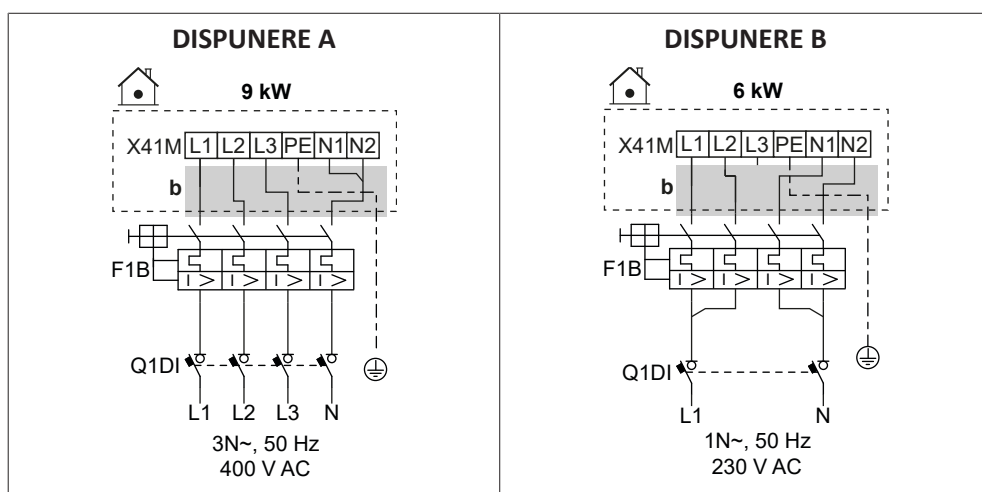 DISPUNERE A
9 kW
X41M L1 L2 L3 PE N1 N2
b
F1B
I > I > I > I >
Q1DI
L1 L2 L3 N
3N~, 50 Hz
400 V AC
DISPUNERE B
6 kW
X41M L1 L2 L3 PE N1 N2
b
F1B
I > I > I > I >
Q1DI
L1 N
1N~, 50 Hz
230 V AC